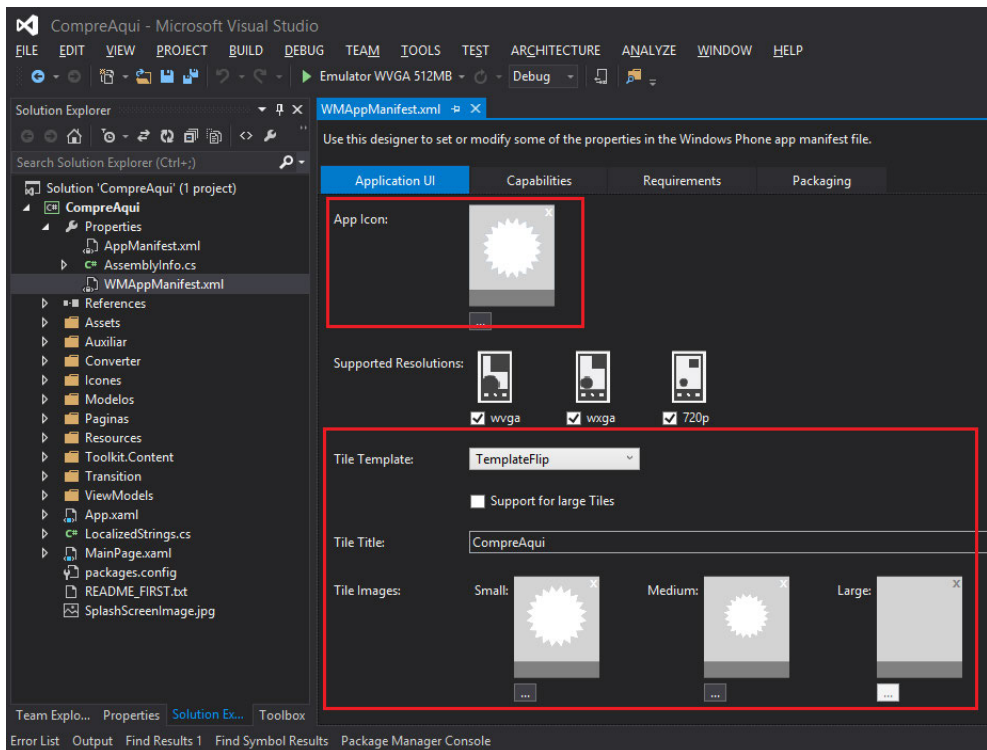 CompreAqui - Microsoft Visual Studio
FILE EDIT VIEW PROJECT BUILD DEBUG TEAM TOOLS TEST ARCHITECTURE ANALYZE WINDOW HELP
Emulator WVGA 512MB Debug
Solution Explorer
Search Solution Explorer (Ctrl+;)
Solution 'CompreAqui' (1 project)
C# CompreAqui
Properties
AppManifest.xml
C# AssemblyInfo.cs
WMAppManifest.xml
References
Assets
Auxiliar
Converter
Icones
Modelos
Paginas
Resources
Toolkit.Content
Transition
ViewModels
App.xaml
C# LocalizedStrings.cs
MainPage.xaml
packages.config
README_FIRST.txt
SplashScreenImage.jpg
Team Explo... Properties Solution Ex... Toolbox
WMAppManifest.xml
Use this designer to set or modify some of the properties in the Windows Phone app manifest file.
Application UI Capabilities Requirements Packaging
App Icon:
...
Supported Resolutions:
wvga wxga 720p
Tile Template: TemplateFlip
Support for large Tiles
Tile Title: CompreAqui
Tile Images: Small: Medium: Large:
... ... ...
Error List Output Find Results 1 Find Symbol Results Package Manager Console